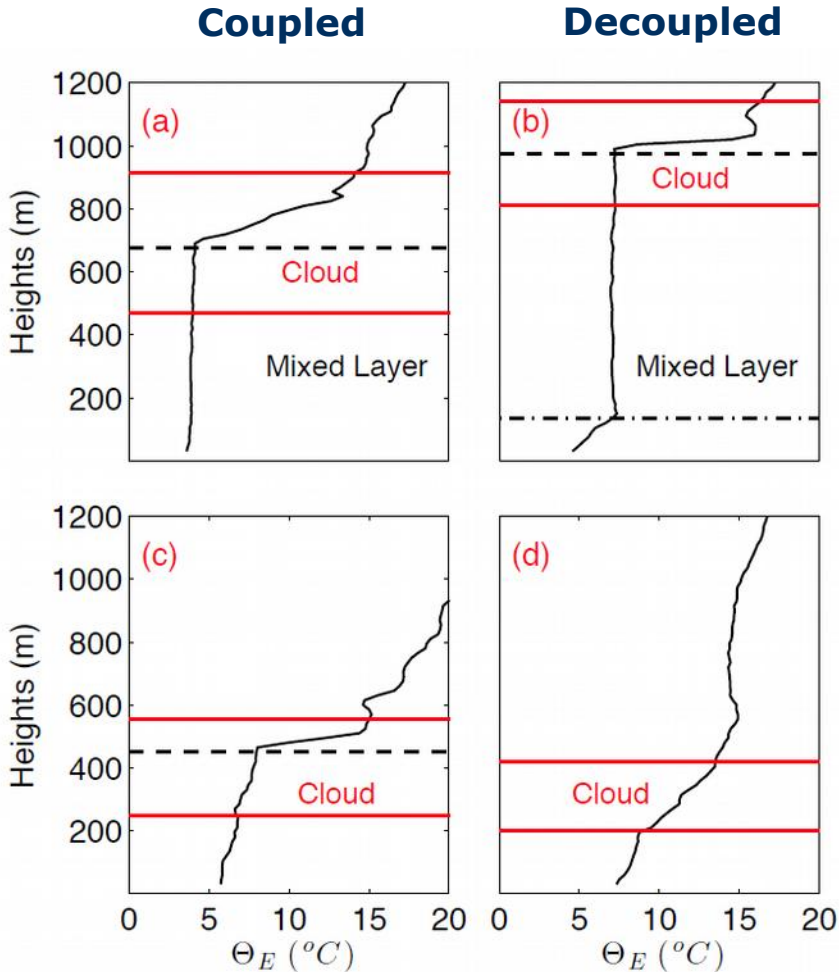 Coupled
Decoupled
1200
1000
800
600
400
200
Heights (m)
(a)
Cloud
Mixed Layer
(b)
Cloud
Mixed Layer
1200
1000
800
600
400
200
Heights (m)
(c)
Cloud
(d)
Cloud
0 5 10 15 20
0 5 10 15 20
Θ_E (°C)
Θ_E (°C)